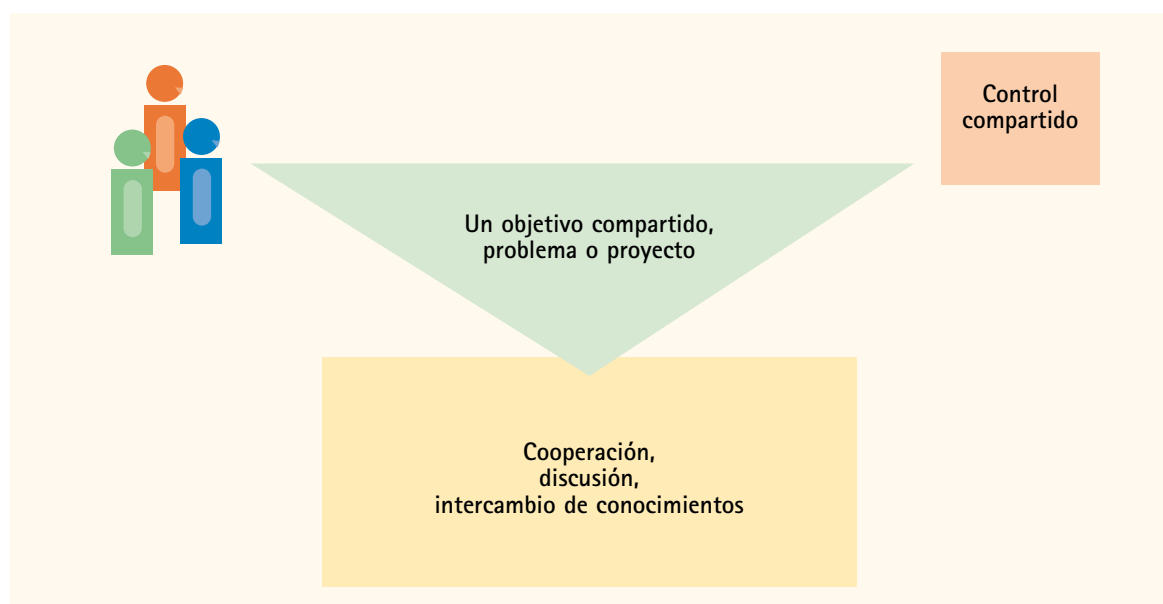 Control
compartido
Un objetivo compartido,
problema o proyecto
Cooperación,
discusión,
intercambio de conocimientos